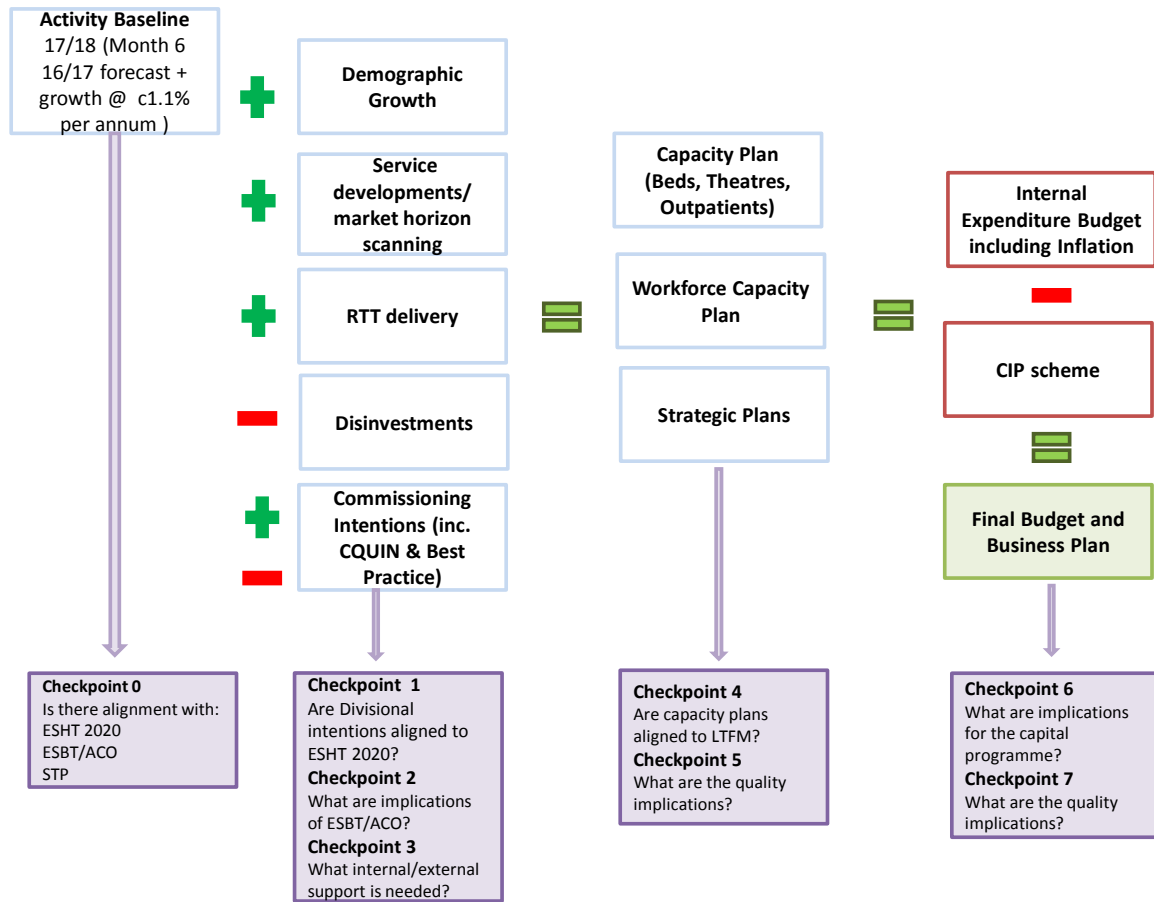 Activity Baseline
17/18 (Month 6
16/17 forecast +
growth @ c1.1%
per annum )
Demographic
Growth
Service
developments/
market horizon
scanning
RTT delivery
Disinvestments
Commissioning
Intentions (inc.
CQUIN & Best
Practice)
Capacity Plan
(Beds, Theatres,
Outpatients)
Workforce Capacity
Plan
Strategic Plans
Internal
Expenditure Budget
including Inflation
CIP scheme
Final Budget and
Business Plan
Checkpoint 0
Is there alignment with:
ESHT 2020
ESBT/ACO
STP
Checkpoint 1
Are Divisional
intentions aligned to
ESHT 2020?
Checkpoint 2
What are implications
of ESBT/ACO?
Checkpoint 3
What internal/external
support is needed?
Checkpoint 4
Are capacity plans
aligned to LTFM?
Checkpoint 5
What are the quality
implications?
Checkpoint 6
What are implications
for the capital
programme?
Checkpoint 7
What are the quality
implications?